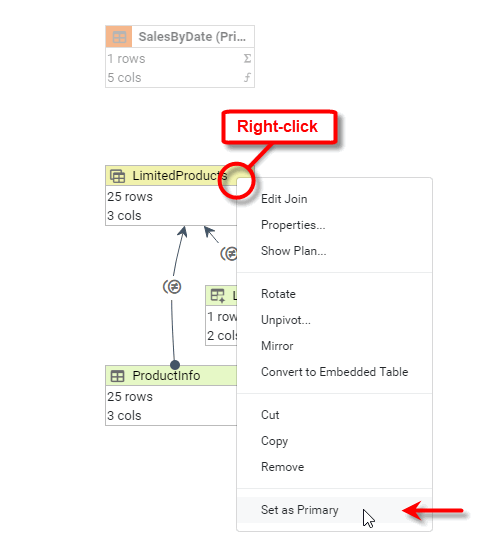 SalesByDate (Pri...
1 rows Σ
5 cols f
Right-click
LimitedProducts
25 rows
3 cols
Edit Join
Properties...
Show Plan...
Rotate
L
1 row
Unpivot...
2 col
Mirror
ProductInfo
Convert to Embedded Table
25 rows
3 cols
Cut
Copy
Remove
Set as Primary